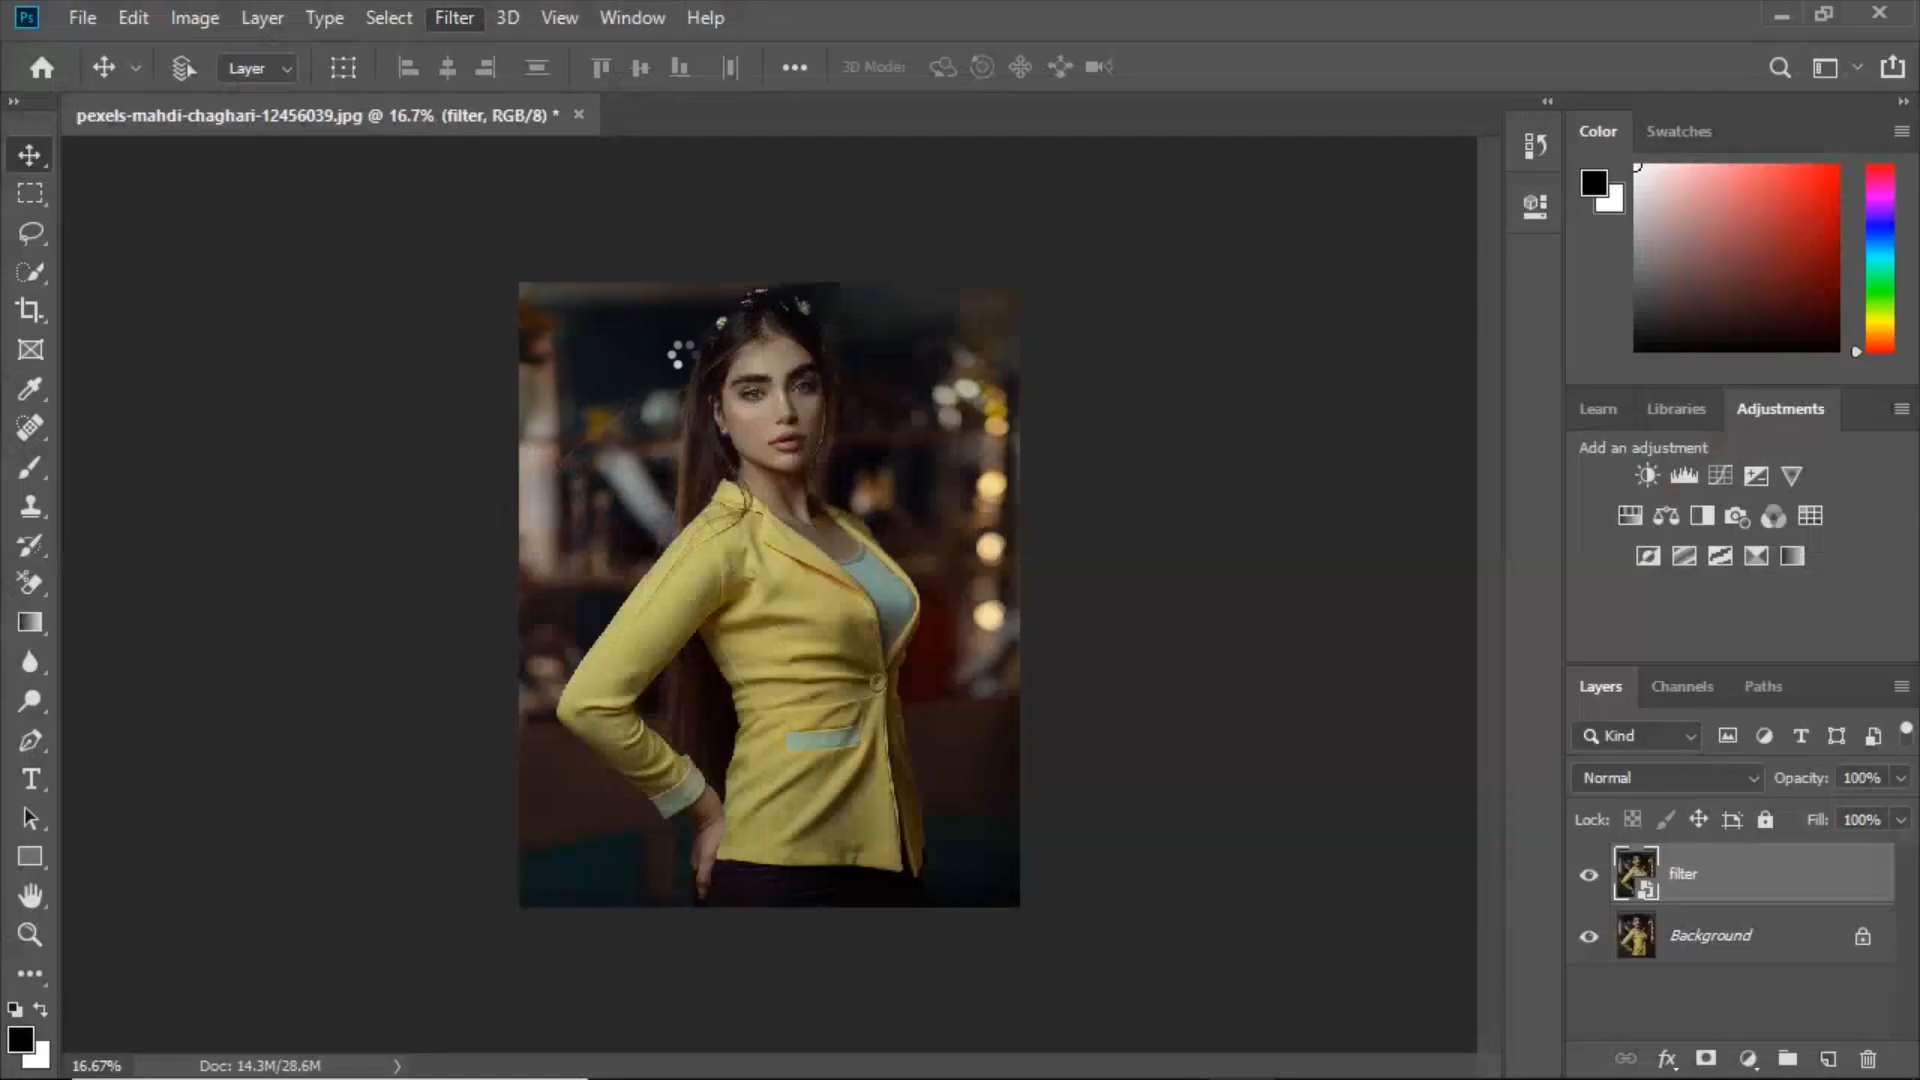 Ps File Edit Image Layer Type Select Filter 3D View Window Help
Layer 3D Mode:
pexels-mahdi-chaghari-12456039.jpg @ 16.7% (filter, RGB/8) *
Color Swatches
Learn Libraries Adjustments
Add an adjustment
Layers Channels Paths
Kind
Normal Opacity: 100%
Lock: Fill: 100%
filter
Background
16.67% Doc: 14.3M/28.6M